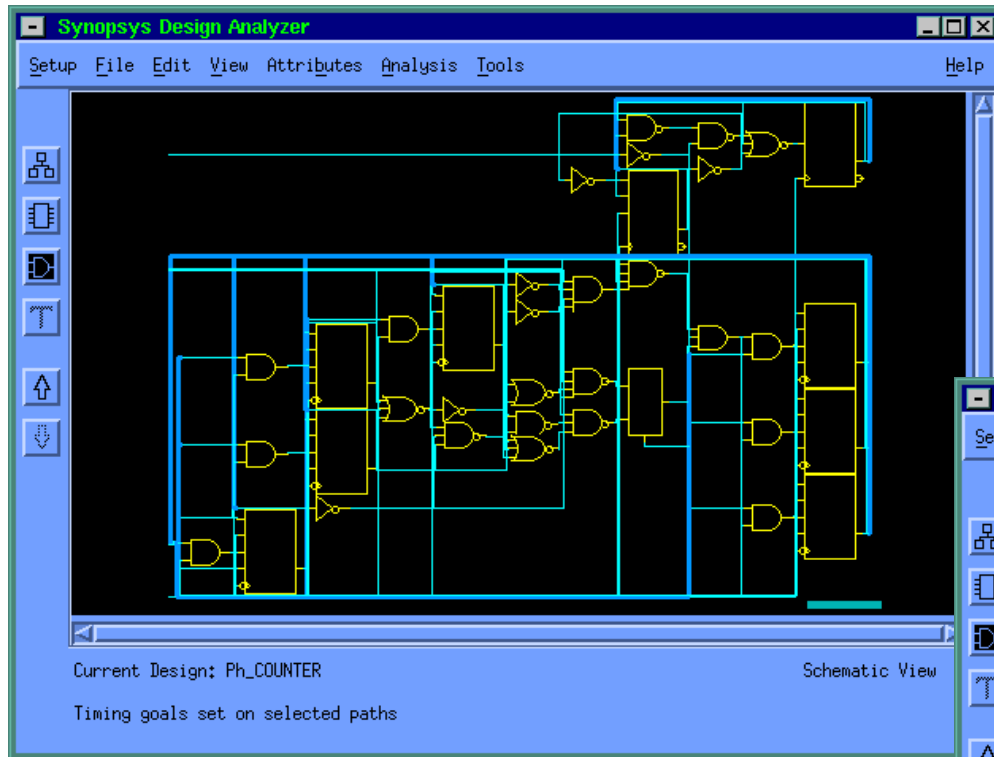 Synopsys Design Analyzer
Setup File Edit View Attributes Analysis Tools Help
Se
Current Design: Ph_COUNTER Schematic View
Timing goals set on selected paths